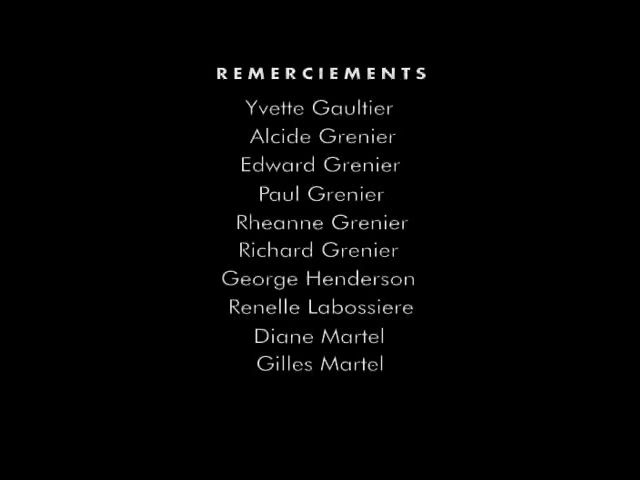 REMERCIEMENTS
Yvette Gaultier
Alcide Grenier
Edward Grenier
Paul Grenier
Rheanne Grenier
Richard Grenier
George Henderson
Renelle Labossiere
Diane Martel
Gilles Martel